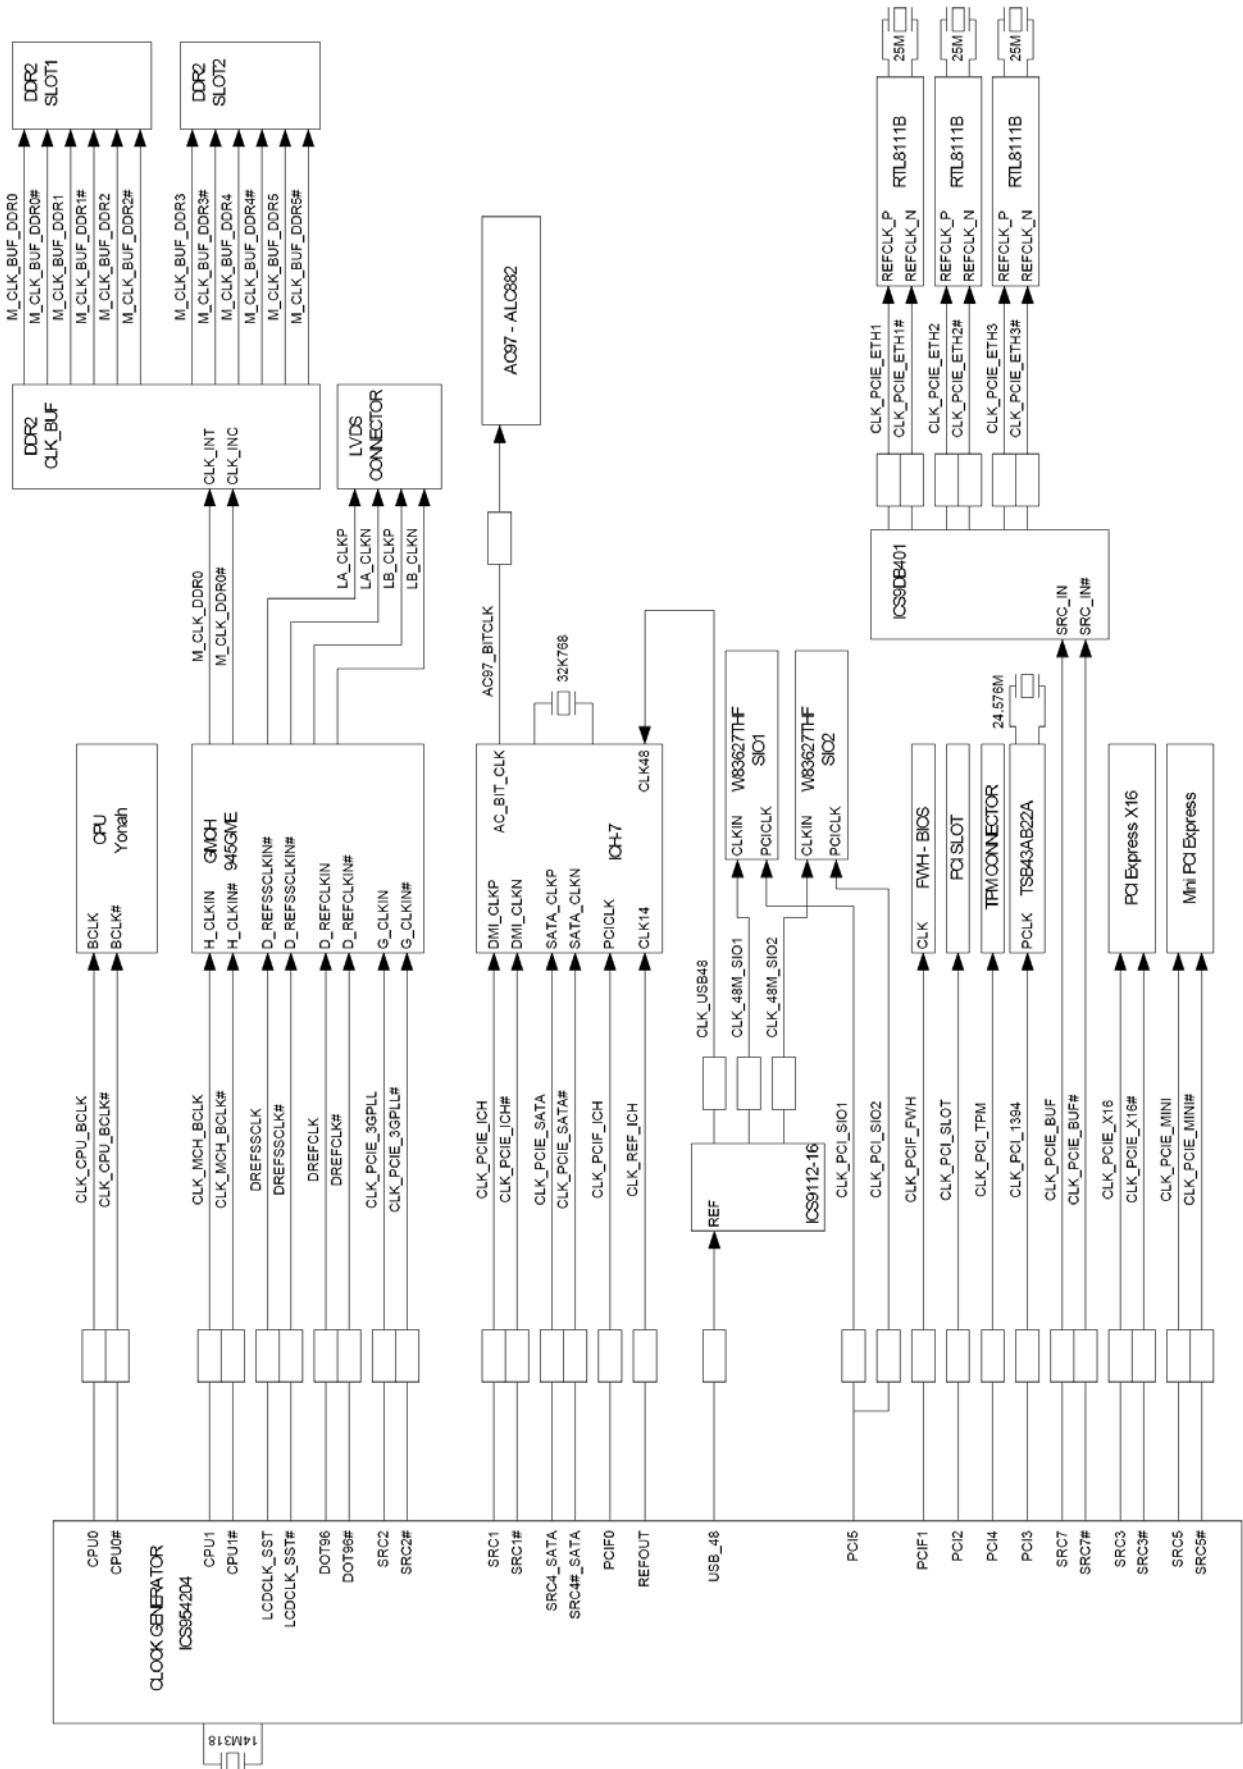 DDR2
SLOT1
DDR2
SLOT2
M_CLK_BUF_DDR0
M_CLK_BUF_DDR0#
M_CLK_BUF_DDR1
M_CLK_BUF_DDR1#
M_CLK_BUF_DDR2
M_CLK_BUF_DDR2#
M_CLK_BUF_DDR3
M_CLK_BUF_DDR3#
M_CLK_BUF_DDR4
M_CLK_BUF_DDR4#
M_CLK_BUF_DDR5
M_CLK_BUF_DDR5#
DDR2
CLK_BUF
CLK_INT
CLK_INC
LVDS
CONNECTOR
AC97 - ALC882
M_CLK_DDR0
M_CLK_DDR0#
LA_CLKP
LA_CLKN
LB_CLKP
LB_CLKN
AC97_BITCLK
32K768
25M
25M
25M
RTL8111B
REFCLK_P
REFCLK_N
RTL8111B
REFCLK_P
REFCLK_N
RTL8111B
REFCLK_P
REFCLK_N
CLK_PCIE_ETH1
CLK_PCIE_ETH1#
CLK_PCIE_ETH2
CLK_PCIE_ETH2#
CLK_PCIE_ETH3
CLK_PCIE_ETH3#
ICS9DB401
SRC_IN
SRC_IN#
24.576M
CPU
Yonah
BCLK
BCLK#
GMCH
945GME
H_CLKIN
H_CLKIN#
D_REFSSCLKIN#
D_REFSSCLKIN#
D_REFCLKIN
D_REFCLKIN#
G_CLKIN
G_CLKIN#
AC_BIT_CLK
ICH-7
CLK48
DMI_CLKP
DMI_CLKN
SATA_CLKP
SATA_CLKN
PCICLK
CLK14
W83627THF
SIO1
CLKIN
PCICLK
W83627THF
SIO2
CLKIN
PCICLK
CLK
FWH - BIOS
PCI SLOT
TPM CONNECTOR
PCLK
TSB43AB22A
PCI Express X16
Mini PCI Express
CLK_CPU_BCLK
CLK_CPU_BCLK#
CLK_MCH_BCLK
CLK_MCH_BCLK#
DREFSSCLK
DREFSSCLK#
DREFCLK
DREFCLK#
CLK_PCIE_3GPLL
CLK_PCIE_3GPLL#
CLK_PCIE_ICH
CLK_PCIE_ICH#
CLK_PCIE_SATA
CLK_PCIE_SATA#
CLK_PCIF_ICH
CLK_REF_ICH
CLK_USB48
CLK_48M_SIO1
CLK_48M_SIO2
REF
ICS9112-16
CLK_PCI_SIO1
CLK_PCI_SIO2
CLK_PCIF_FWH
CLK_PCI_SLOT
CLK_PCI_TPM
CLK_PCI_1394
CLK_PCIE_BUF
CLK_PCIE_BUF#
CLK_PCIE_X16
CLK_PCIE_X16#
CLK_PCIE_MINI
CLK_PCIE_MINI#
CLOCK GENERATOR
ICS954204
CPU0
CPU0#
CPU1
CPU1#
LCDCLK_SST
LCDCLK_SST#
DOT96
DOT96#
SRC2
SRC2#
SRC1
SRC1#
SRC4_SATA
SRC4#_SATA
PCIF0
REFOUT
USB_48
PCI5
PCIF1
PCI2
PCI4
PCI3
SRC7
SRC7#
SRC3
SRC3#
SRC5
SRC5#
14M318